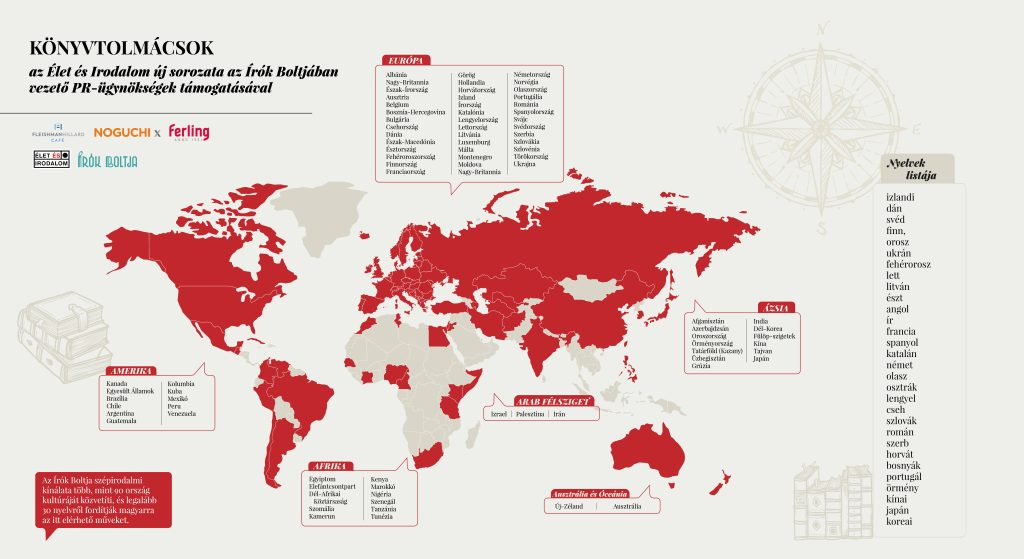 KÖNYVTOLMÁCSOK
az Élet és Irodalom új sorozata az Írók Boltjában
vezető PR-ügynökségek támogatásával
FLEISHMANHILLARD
CAFÉ
NOGUCHI x ferling
ÉLET ÉS
IRODALOM
ÍRÓK BOLTJA
EURÓPA
Albánia
Nagy-Britannia
Észak-Írország
Ausztria
Belgium
Bosznia-Hercegovina
Bulgária
Csehország
Dánia
Észak-Macedónia
Észtország
Fehéroroszország
Finnország
Franciaország
Görög
Hollandia
Horvátország
Izland
Írország
Katalónia
Lengyelország
Lettország
Litvánia
Luxemburg
Málta
Montenegro
Moldova
Nagy-Britannia
Németország
Norvégia
Olaszország
Portugália
Románia
Spanyolország
Svájc
Svédország
Szerbia
Szlovákia
Szlovénia
Törökország
Ukrajna
N
W
E
S
Nyelvek
listája
izlandi
dán
svéd
finn,
orosz
ukrán
fehérorosz
lett
litván
észt
angol
ír
francia
spanyol
katalán
német
olasz
osztrák
lengyel
cseh
szlovák
román
szerb
horvát
bosnyák
portugál
örmény
kínai
japán
koreai
ÁZSIA
Afganisztán
Azerbajdzsán
Oroszország
Örményország
Tatárföld (Kazany)
Üzbegisztán
Grúzia
India
Dél-Korea
Fülöp-szigetek
Kína
Tajvan
Japán
AMERIKA
Kanada
Egyesült Államok
Brazília
Chile
Argentína
Guatemala
Kolumbia
Kuba
Mexikó
Peru
Venezuela
ARAB FÉLSZIGET
Izrael | Palesztina | Irán
AFRIKA
Egyiptom
Elefántcsontpart
Dél-Afrikai
Köztársaság
Szomália
Kamerun
Kenya
Marokkó
Nigéria
Szenegál
Tanzánia
Tunézia
Ausztrália és Óceánia
Új-Zéland | Ausztrália
Az Írók Boltja szépirodalmi
kínálata több, mint 90 ország
kultúráját közvetíti, és legalább
30 nyelvről fordítják magyarra
az itt elérhető műveket.